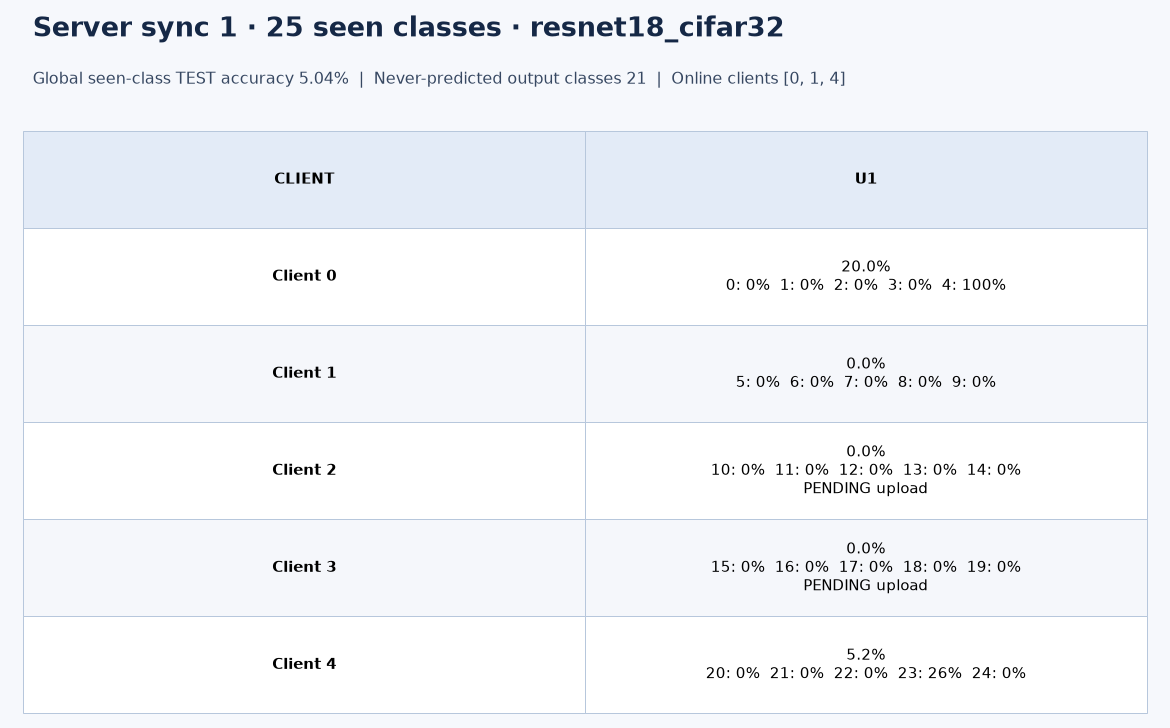 Server sync 1 · 25 seen classes · resnet18_cifar32
Global seen-class TEST accuracy 5.04%  |  Never-predicted output classes 21  |  Online clients [0, 1, 4]
CLIENT
U1
Client 0
20.0%
0: 0%  1: 0%  2: 0%  3: 0%  4: 100%
Client 1
0.0%
5: 0%  6: 0%  7: 0%  8: 0%  9: 0%
Client 2
0.0%
10: 0%  11: 0%  12: 0%  13: 0%  14: 0%
PENDING upload
Client 3
0.0%
15: 0%  16: 0%  17: 0%  18: 0%  19: 0%
PENDING upload
Client 4
5.2%
20: 0%  21: 0%  22: 0%  23: 26%  24: 0%